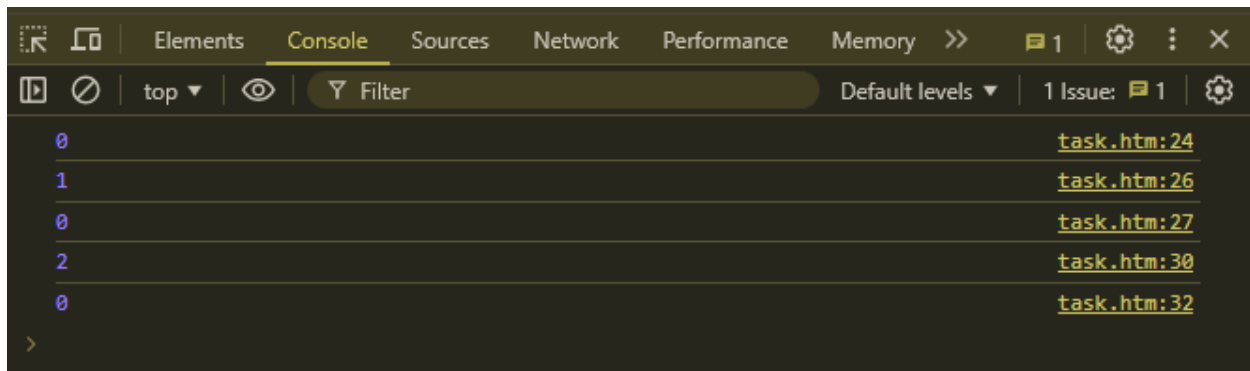 Elements Console Sources Network Performance Memory 1
top Filter Default levels 1 Issue: 1
0 task.htm:24
1 task.htm:26
0 task.htm:27
2 task.htm:30
0 task.htm:32